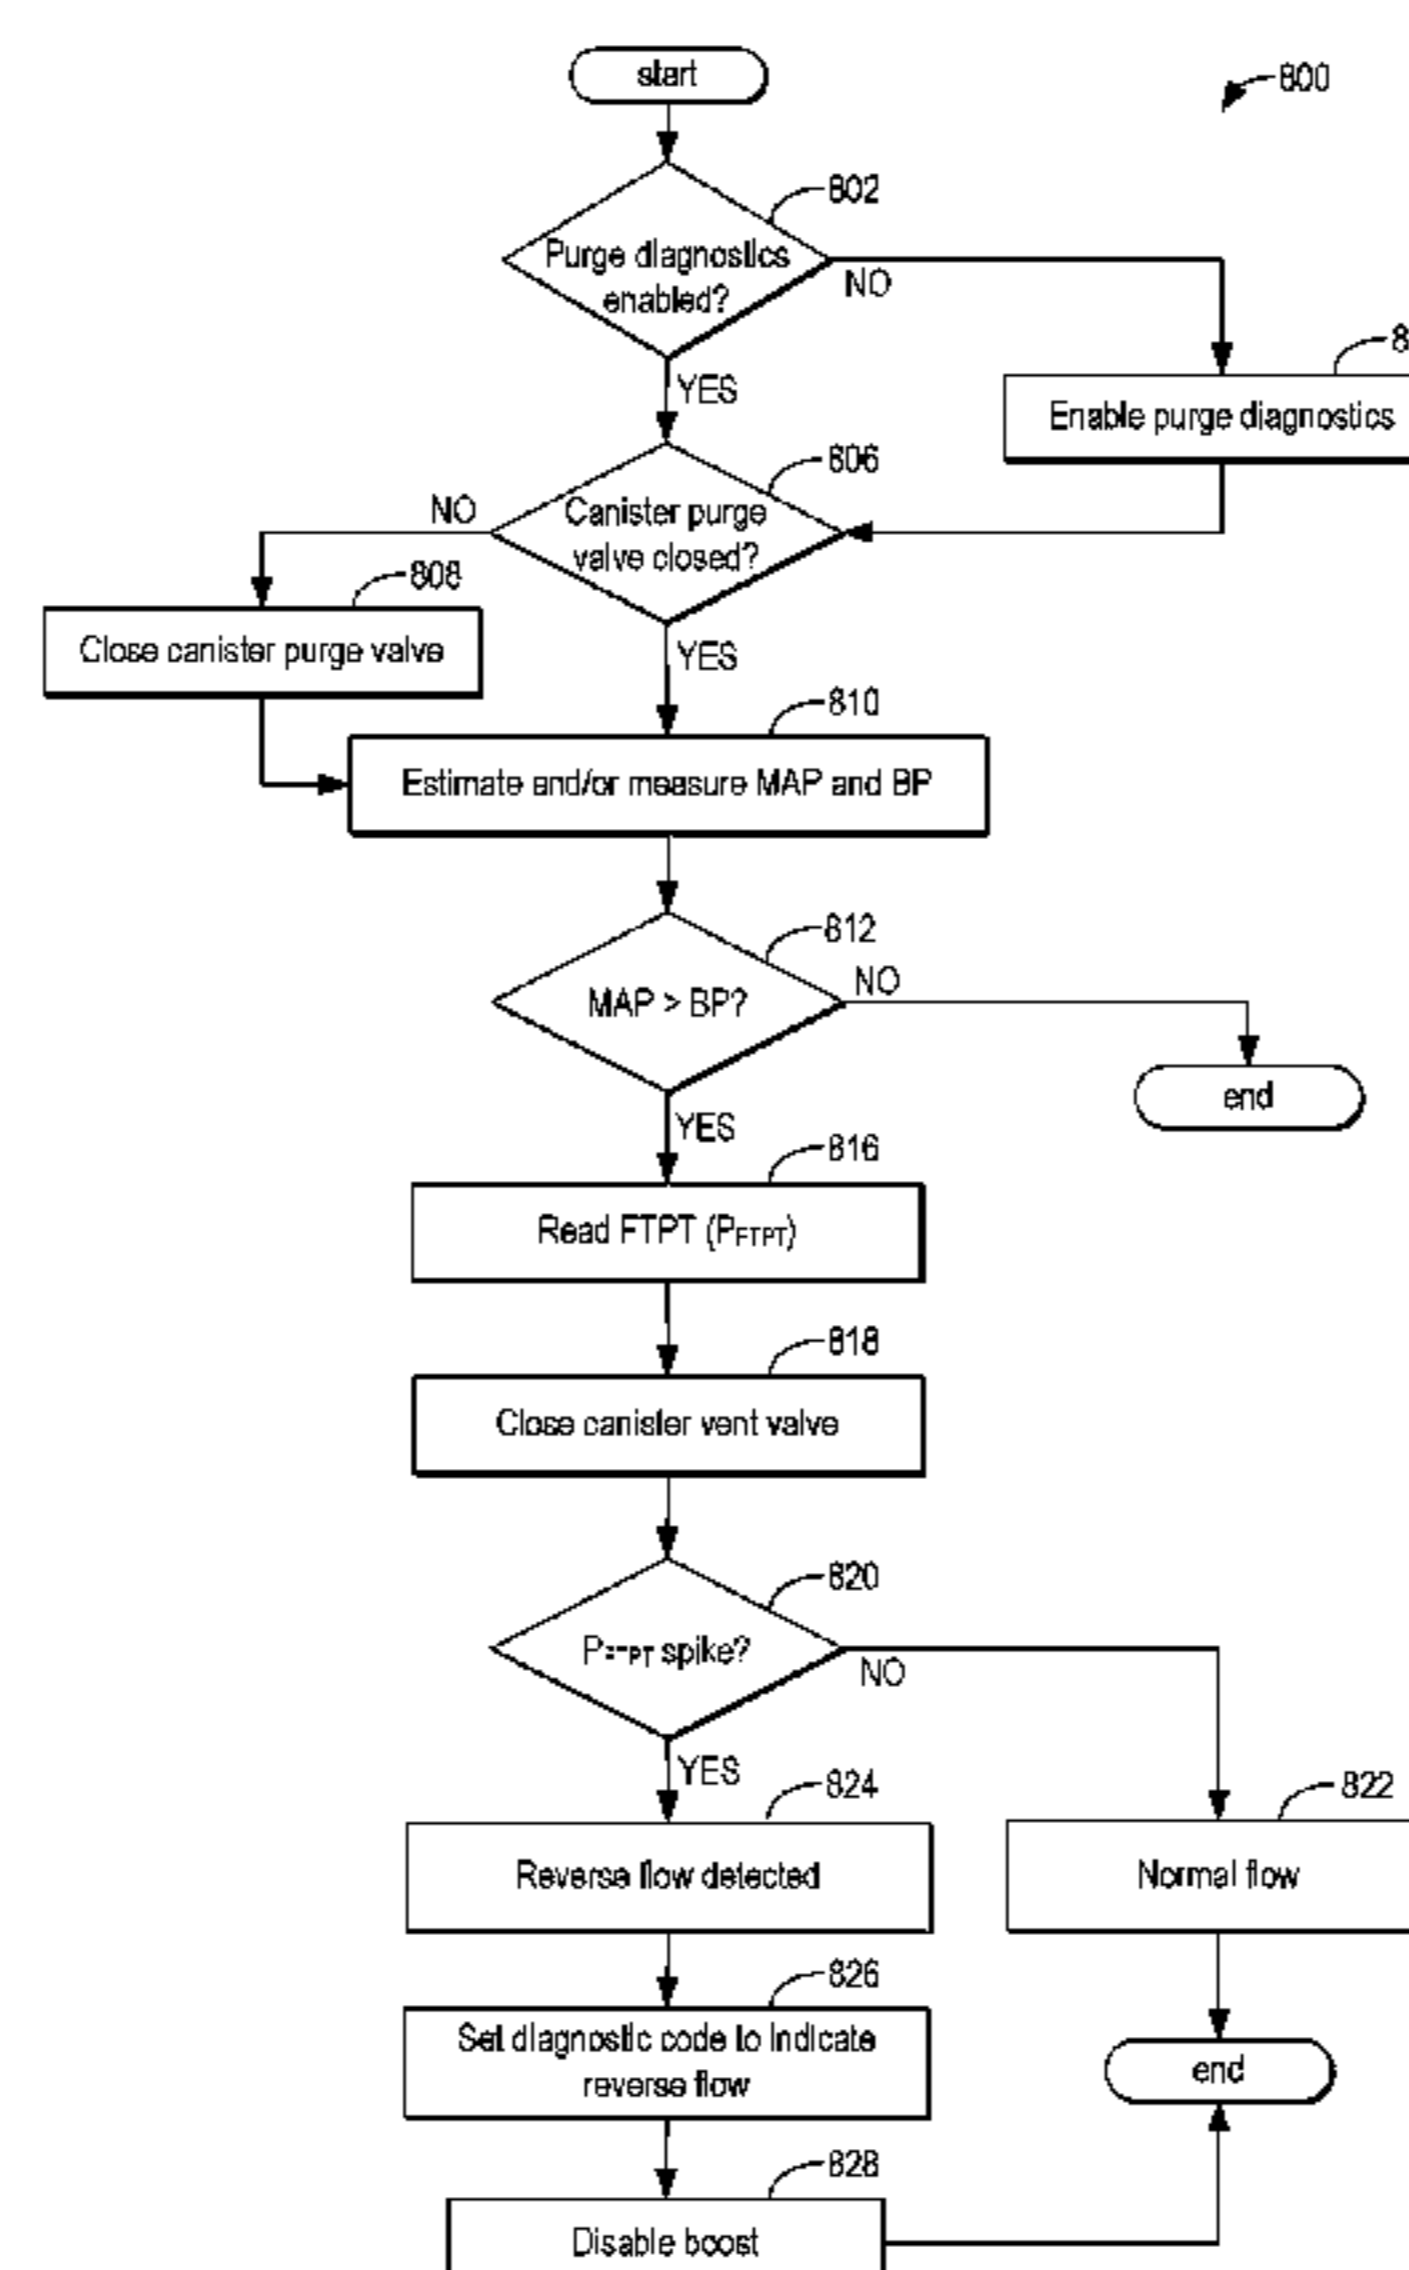 start
800
802
Purge diagnostics
enabled?
NO
YES
8
Enable purge diagnostics
806
Canister purge
valve closed?
NO
808
Close canister purge valve
YES
810
Estimate and/or measure MAP and BP
812
MAP > BP?
NO
end
YES
816
Read FTPT (PFTPT)
818
Close canister vent valve
820
PFTPT spike?
NO
YES
824
822
Reverse flow detected
Normal flow
826
Set diagnostic code to indicate
reverse flow
end
828
Disable boost